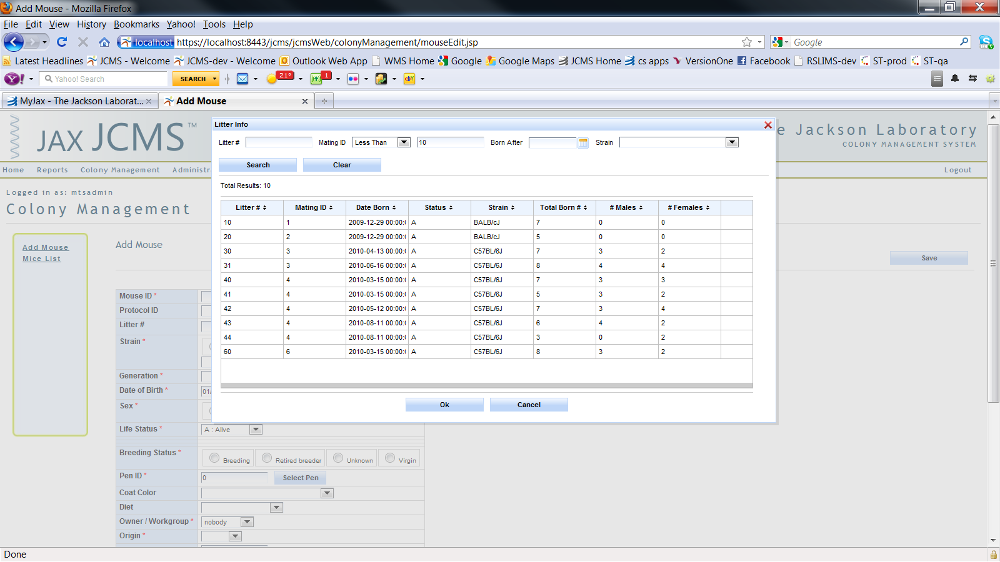 Add Mouse - Mozilla Firefox
File Edit View History Bookmarks Yahoo! Tools Help
localhost https://localhost:8443/jcms/jcmsWeb/colonyManagement/mouseEdit.jsp Google
Latest Headlines JCMS - Welcome JCMS-dev - Welcome Outlook Web App WMS Home Google Google Maps JCMS Home cs apps VersionOne Facebook RSLIMS-dev ST-prod ST-qa
Y! Yahoo! Search SEARCH 21° 1 ebY
MyJax - The Jackson Laborat... Add Mouse
JAX JCMS™
e Jackson Laboratory
COLONY MANAGEMENT SYSTEM
Home Reports Colony Management Administr Logout
Logged in as: mtsadmin
Colony Management
Add Mouse
Mice List
Add Mouse
Save
Litter Info
Litter # Mating ID Less Than 10 Born After Strain
Search Clear
Total Results: 10
Litter # Mating ID Date Born Status Strain Total Born # # Males # Females
10 1 2009-12-29 00:00:0 A BALB/cJ 7 0 0
20 2 2009-12-29 00:00:0 A BALB/cJ 5 0 0
30 3 2010-04-13 00:00:0 A C57BL/6J 7 3 2
31 3 2010-06-16 00:00:0 A C57BL/6J 8 4 4
40 4 2010-03-15 00:00:0 A C57BL/6J 7 3 3
41 4 2010-03-15 00:00:0 A C57BL/6J 5 3 2
42 4 2010-05-12 00:00:0 A C57BL/6J 7 3 4
43 4 2010-08-11 00:00:0 A C57BL/6J 6 4 2
44 4 2010-08-11 00:00:0 A C57BL/6J 3 0 2
60 6 2010-03-15 00:00:0 A C57BL/6J 8 3 2
Ok Cancel
Mouse ID *
Protocol ID
Litter #
Strain *
Generation *
Date of Birth * 01/
Sex *
Life Status * A : Alive
Breeding Status * Breeding Retired breeder Unknown Virgin
Pen ID * 0 Select Pen
Coat Color
Diet
Owner / Workgroup * nobody
Origin *
Done